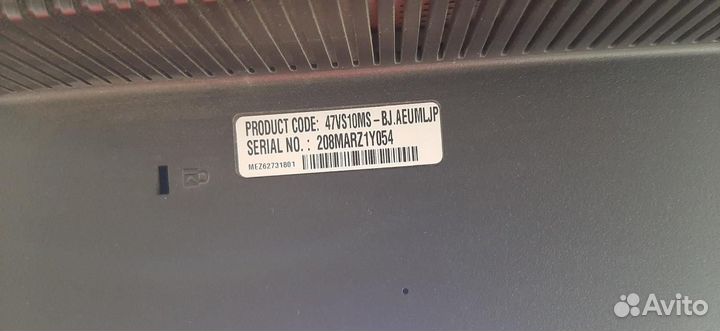 PRODUCT CODE: 47VS10MS-BJ.AEUMLJP
SERIAL NO. : 208MARZ1Y054
MEZ62731801
Avito